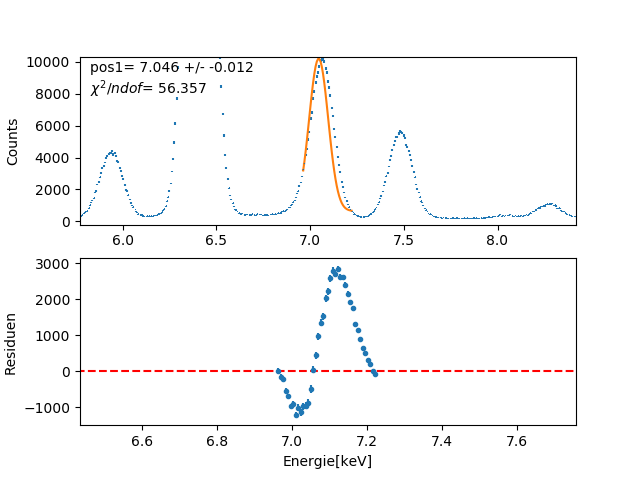 pos1= 7.046 +/- -0.012
χ²/ndof= 56.357
10000
8000
6000
4000
2000
0
Counts
6.0 6.5 7.0 7.5 8.0
3000
2000
1000
0
−1000
Residuen
6.6 6.8 7.0 7.2 7.4 7.6
Energie[keV]